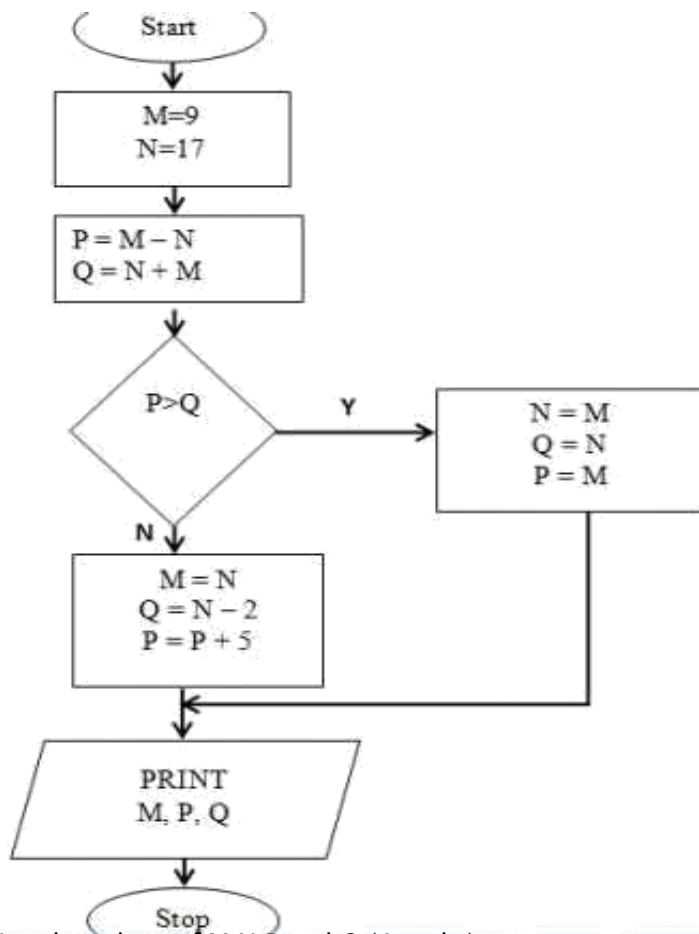 Start
M=9
N=17
P = M – N
Q = N + M
P>Q
Y
N = M
Q = N
P = M
N
M = N
Q = N – 2
P = P + 5
PRINT
M, P, Q
Stop